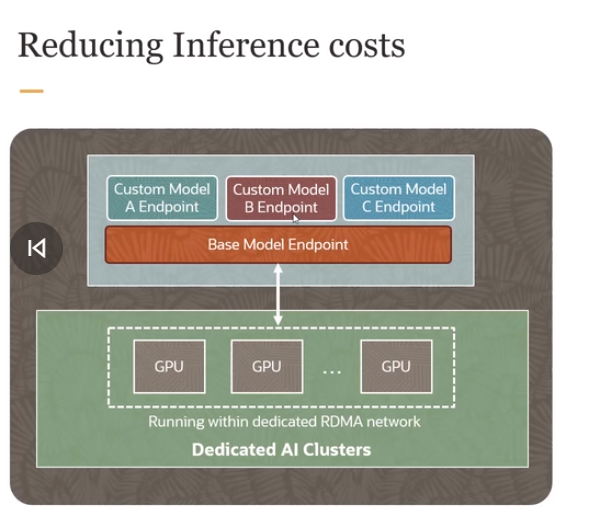 Reducing Inference costs
Custom Model
A Endpoint
Custom Model
B Endpoint
Custom Model
C Endpoint
Base Model Endpoint
GPU
GPU
...
GPU
Running within dedicated RDMA network
Dedicated AI Clusters